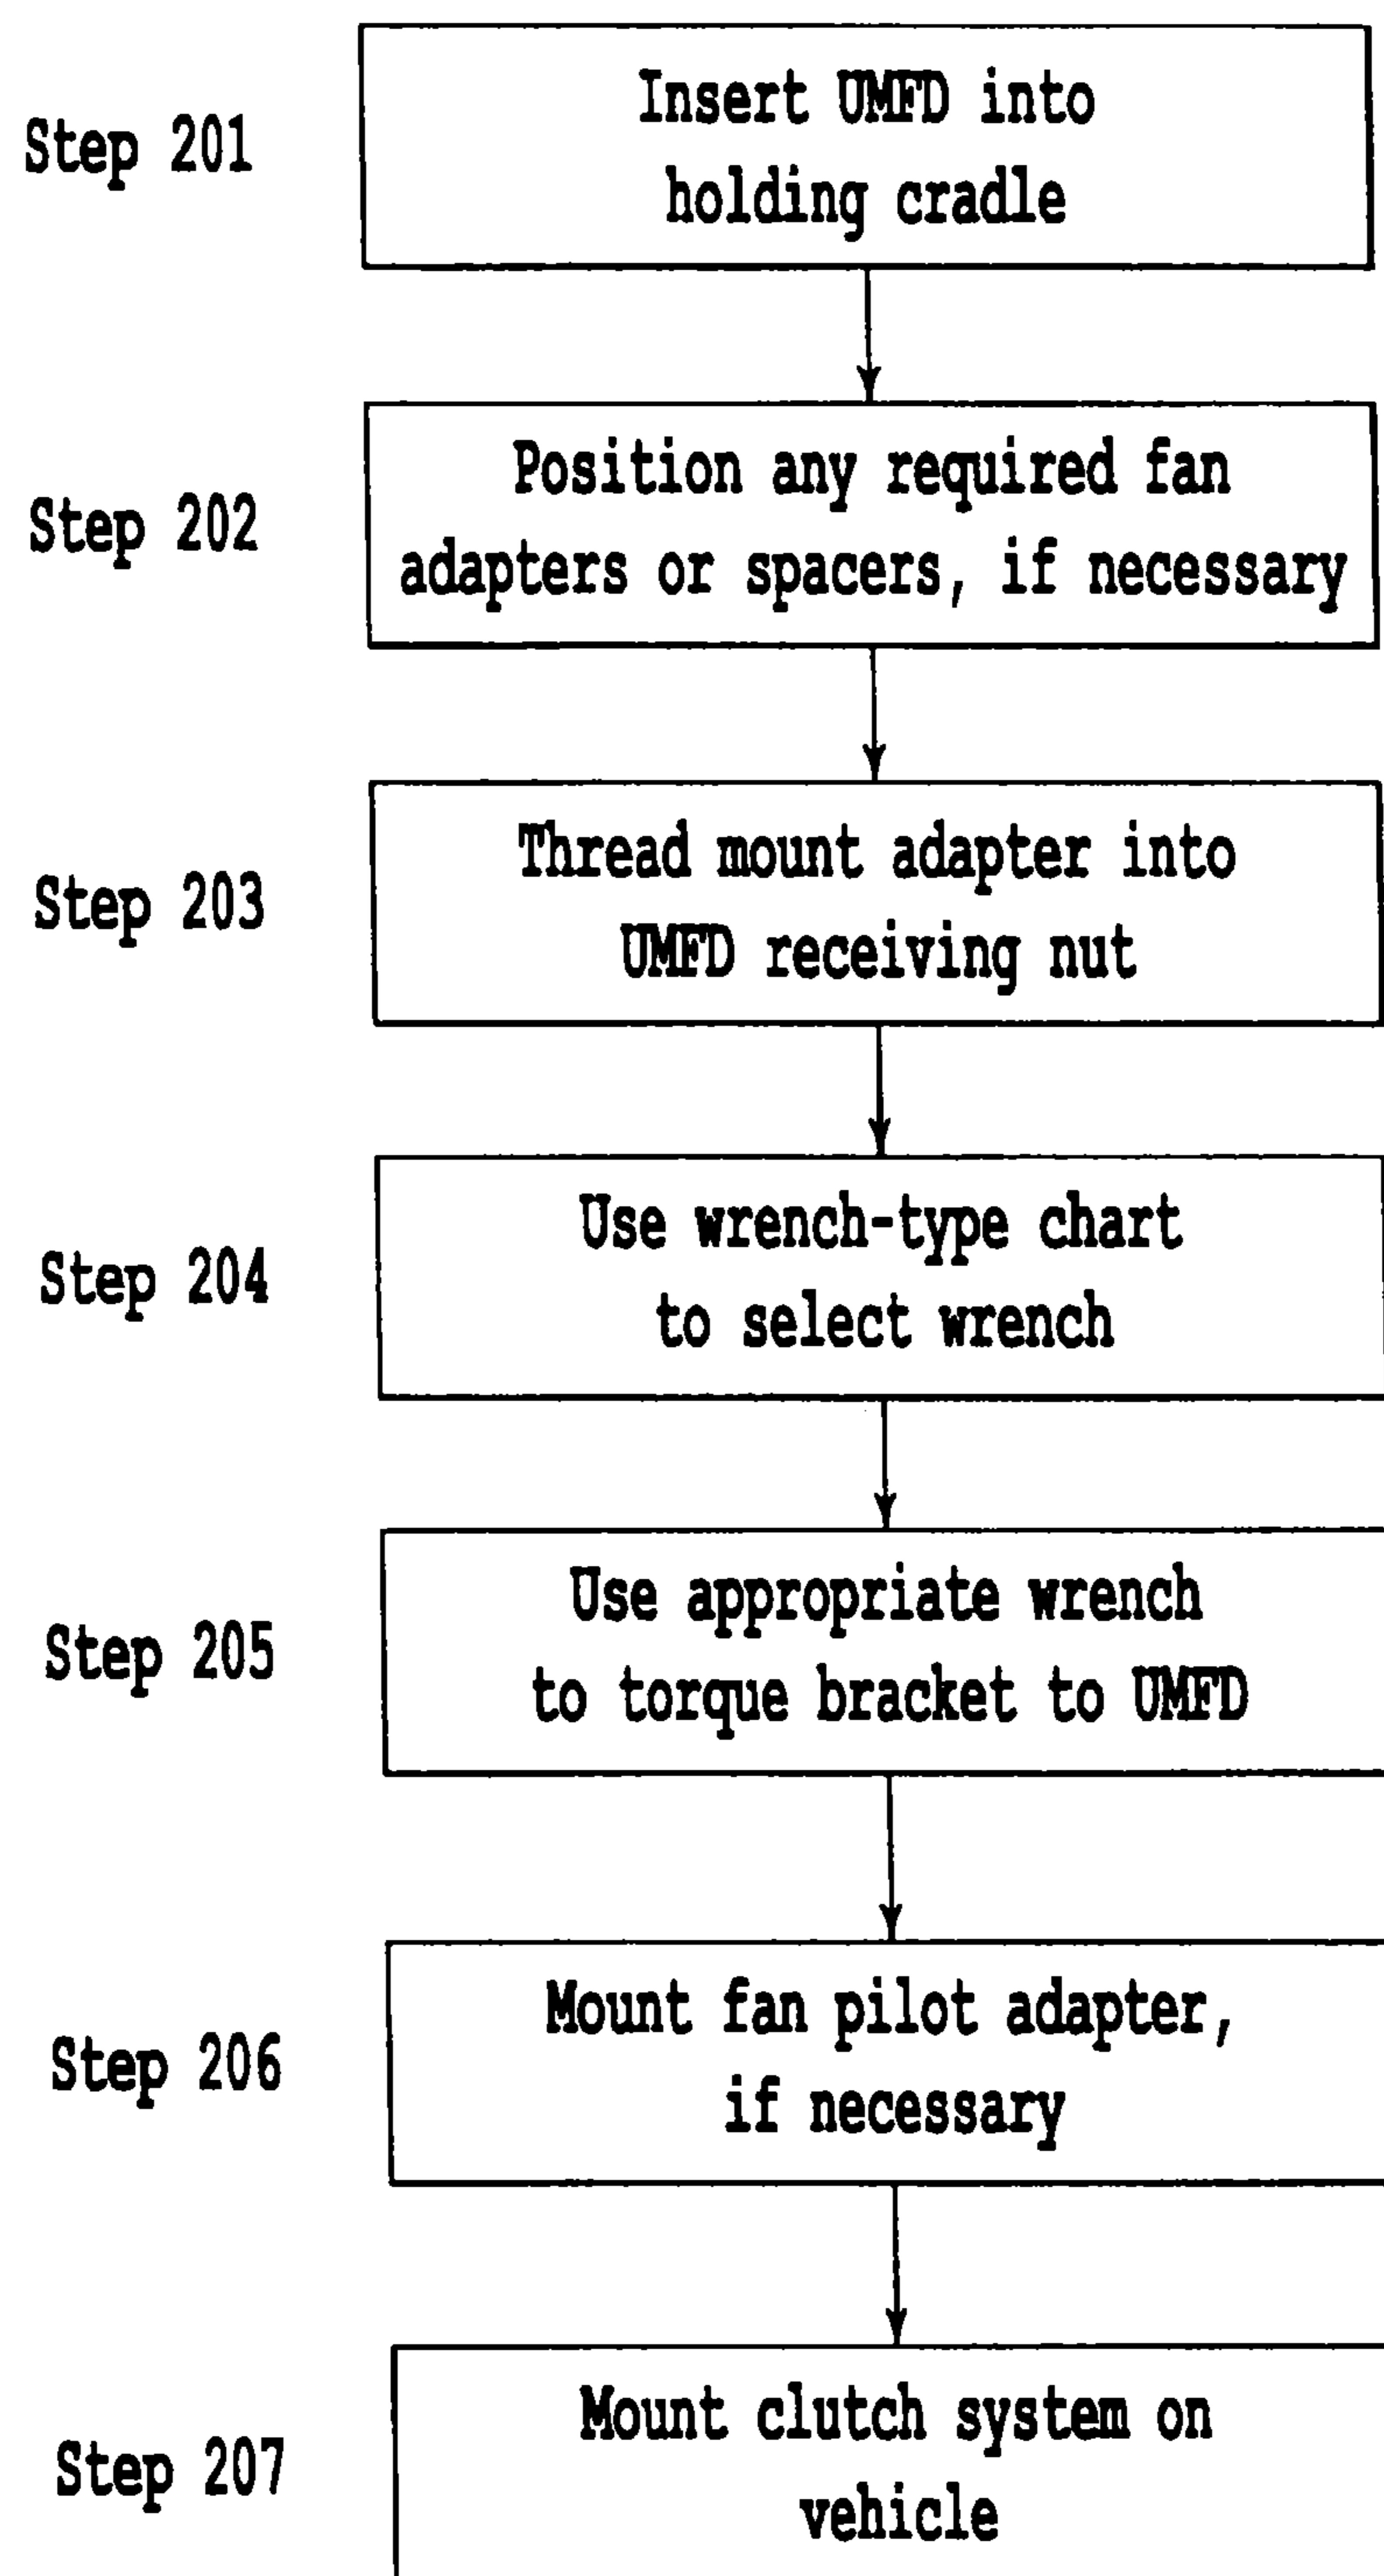 Step 201
Insert UMFD into
holding cradle
Step 202
Position any required fan
adapters or spacers, if necessary
Step 203
Thread mount adapter into
UMFD receiving nut
Step 204
Use wrench-type chart
to select wrench
Step 205
Use appropriate wrench
to torque bracket to UMFD
Step 206
Mount fan pilot adapter,
if necessary
Step 207
Mount clutch system on
vehicle